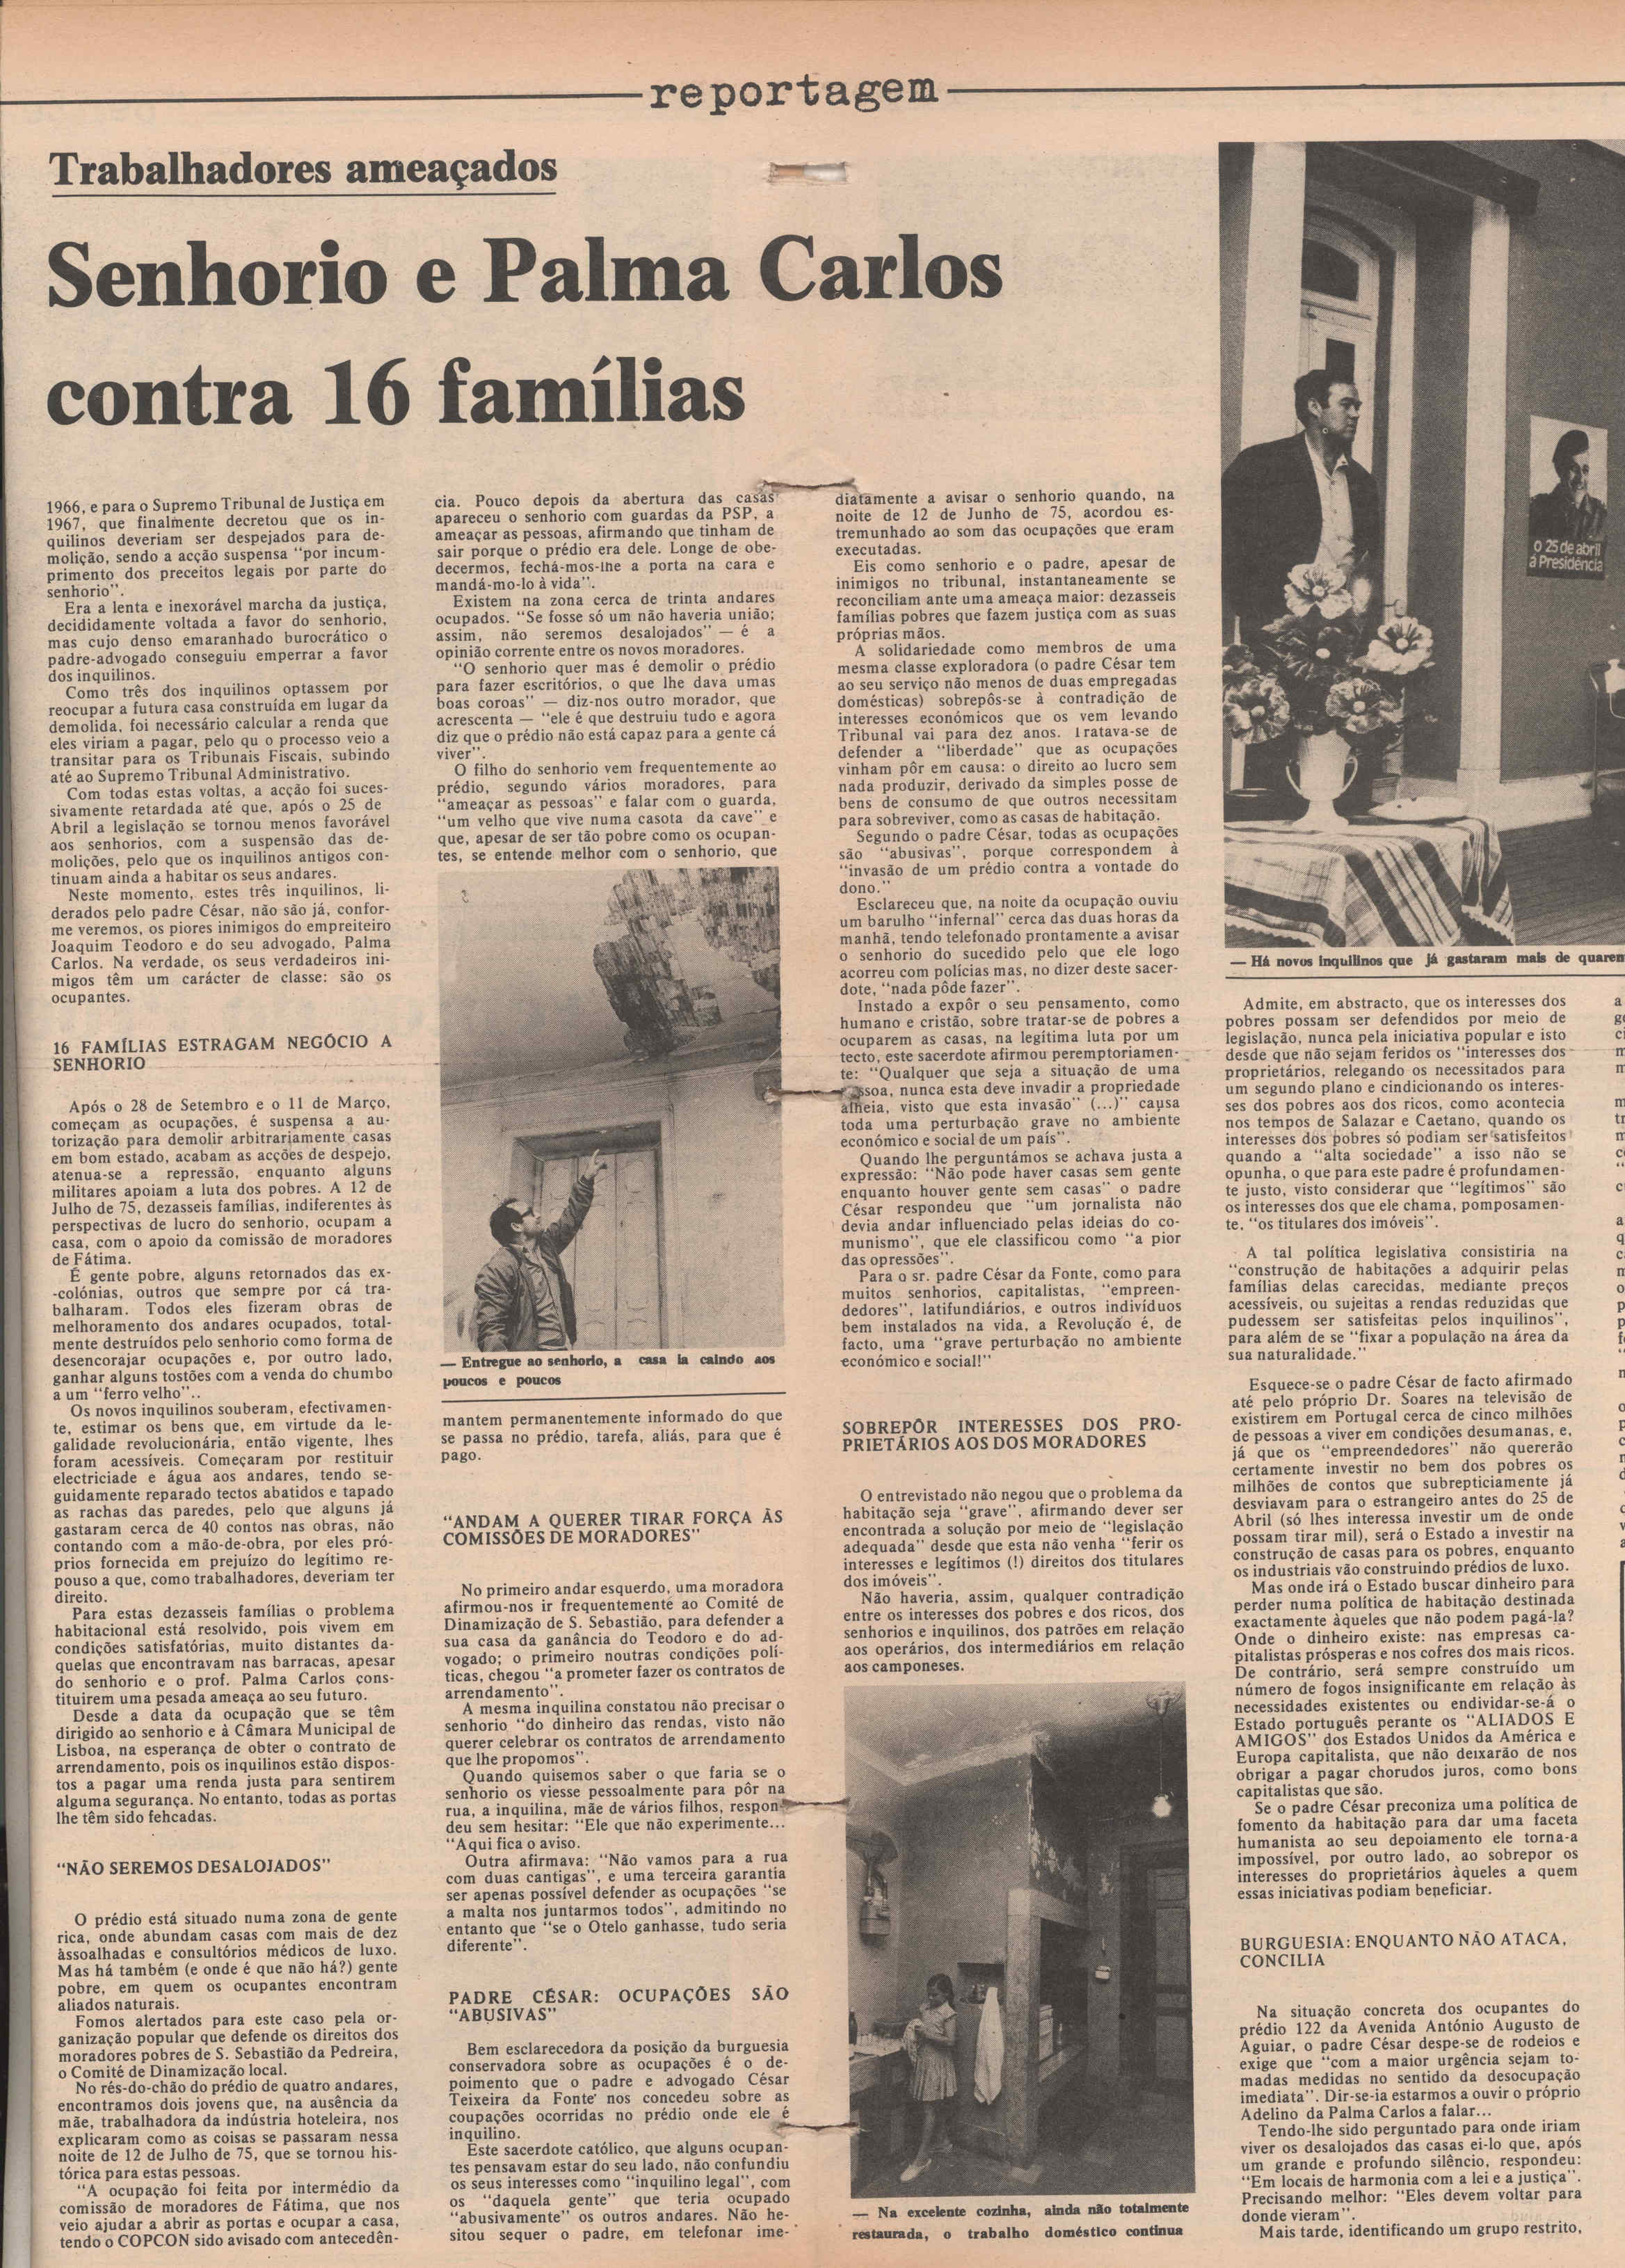 reportagem
Trabalhadores ameaçados
Senhorio e Palma Carlos
contra 16 famílias
1966, e para o Supremo Tribunal de Justiça em
1967, que finalmente decretou que os in-
quilinos deveriam ser despejados para de-
molição, sendo a acção suspensa "por incum-
primento dos preceitos legais por parte do
senhorio".
Era a lenta e inexorável marcha da justiça,
decididamente voltada a favor do senhorio,
mas cujo denso emaranhado burocrático o
padre-advogado conseguiu emperrar a favor
dos inquilinos.
Como três dos inquilinos optassem por
reocupar a futura casa construída em lugar da
demolida, foi necessário calcular a renda que
eles viriam a pagar, pelo qu o processo veio a
transitar para os Tribunais Fiscais, subindo
até ao Supremo Tribunal Administrativo.
Com todas estas voltas, a acção foi suces-
sivamente retardada até que, após o 25 de
Abril a legislação se tornou menos favorável
aos senhorios, com a suspensão das de-
molições, pelo que os inquilinos antigos con-
tinuam ainda a habitar os seus andares.
Neste momento, estes três inquilinos, li-
derados pelo padre César, não são já, confor-
me veremos, os piores inimigos do empreiteiro
Joaquim Teodoro e do seu advogado, Palma
Carlos. Na verdade, os seus verdadeiros ini-
migos têm um carácter de classe: são os
ocupantes.
16 FAMÍLIAS ESTRAGAM NEGÓCIO A
SENHORIO
Após o 28 de Setembro e o 11 de Março,
começam as ocupações, é suspensa a au-
torização para demolir arbitrariamente casas
em bom estado, acabam as acções de despejo,
atenua-se a repressão, enquanto alguns
militares apoiam a luta dos pobres. A 12 de
Julho de 75, dezasseis famílias, indiferentes às
perspectivas de lucro do senhorio, ocupam a
casa, com o apoio da comissão de moradores
de Fátima.
É gente pobre, alguns retornados das ex-
-colónias, outros que sempre por cá tra-
balharam. Todos eles fizeram obras de
melhoramento dos andares ocupados, total-
mente destruídos pelo senhorio como forma de
desencorajar ocupações e, por outro lado,
ganhar alguns tostões com a venda do chumbo
a um "ferro velho"..
Os novos inquilinos souberam, efectivamen-
te, estimar os bens que, em virtude da le-
galidade revolucionária, então vigente, lhes
foram acessíveis. Começaram por restituir
electriciade e água aos andares, tendo se-
guidamente reparado tectos abatidos e tapado
as rachas das paredes, pelo que alguns já
gastaram cerca de 40 contos nas obras, não
contando com a mão-de-obra, por eles pró-
prios fornecida em prejuízo do legítimo re-
pouso a que, como trabalhadores, deveriam ter
direito.
Para estas dezasseis famílias o problema
habitacional está resolvido, pois vivem em
condições satisfatórias, muito distantes da-
quelas que encontravam nas barracas, apesar
do senhorio e o prof. Palma Carlos cons-
tituirem uma pesada ameaça ao seu futuro.
Desde a data da ocupação que se têm
dirigido ao senhorio e à Câmara Municipal de
Lisboa, na esperança de obter o contrato de
arrendamento, pois os inquilinos estão dispos-
tos a pagar uma renda justa para sentirem
alguma segurança. No entanto, todas as portas
lhe têm sido fehcadas.
"NÃO SEREMOS DESALOJADOS"
O prédio está situado numa zona de gente
rica, onde abundam casas com mais de dez
àssoalhadas e consultórios médicos de luxo.
Mas há também (e onde é que não há?) gente
pobre, em quem os ocupantes encontram
aliados naturais.
Fomos alertados para este caso pela or-
ganização popular que defende os direitos dos
moradores pobres de S. Sebastião da Pedreira,
o Comité de Dinamização local.
No rés-do-chão do prédio de quatro andares,
encontramos dois jovens que, na ausência da
mãe, trabalhadora da indústria hoteleira, nos
explicaram como as coisas se passaram nessa
noite de 12 de Julho de 75, que se tornou his-
tórica para estas pessoas.
"A ocupação foi feita por intermédio da
comissão de moradores de Fátima, que nos
veio ajudar a abrir as portas e ocupar a casa,
tendo o COPCON sido avisado com antecedên-
cia. Pouco depois da abertura das casas
apareceu o senhorio com guardas da PSP, a
ameaçar as pessoas, afirmando que tinham de
sair porque o prédio era dele. Longe de obe-
decermos, fechá-mos-lhe a porta na cara e
mandá-mo-lo à vida".
Existem na zona cerca de trinta andares
ocupados. "Se fosse só um não haveria união;
assim, não seremos desalojados" — é a
opinião corrente entre os novos moradores.
"O senhorio quer mas é demolir o prédio
para fazer escritórios, o que lhe dava umas
boas coroas" — diz-nos outro morador, que
acrescenta — "ele é que destruiu tudo e agora
diz que o prédio não está capaz para a gente cá
viver".
O filho do senhorio vem frequentemente ao
prédio, segundo vários moradores, para
"ameaçar as pessoas" e falar com o guarda,
"um velho que vive numa casota da cave" e
que, apesar de ser tão pobre como os ocupan-
tes, se entende melhor com o senhorio, que
— Entregue ao senhorio, a casa ia caindo aos
poucos e poucos
mantem permanentemente informado do que
se passa no prédio, tarefa, aliás, para que é
pago.
"ANDAM A QUERER TIRAR FORÇA ÀS
COMISSÕES DE MORADORES"
No primeiro andar esquerdo, uma moradora
afirmou-nos ir frequentemente ao Comité de
Dinamização de S. Sebastião, para defender a
sua casa da ganância do Teodoro e do ad-
vogado; o primeiro noutras condições polí-
ticas, chegou "a prometer fazer os contratos de
arrendamento".
A mesma inquilina constatou não precisar o
senhorio "do dinheiro das rendas, visto não
querer celebrar os contratos de arrendamento
que lhe propomos".
Quando quisemos saber o que faria se o
senhorio os viesse pessoalmente para pôr na
rua, a inquilina, mãe de vários filhos, respon-
deu sem hesitar: "Ele que não experimente...
"Aqui fica o aviso.
Outra afirmava: "Não vamos para a rua
com duas cantigas", e uma terceira garantia
ser apenas possível defender as ocupações "se
a malta nos juntarmos todos", admitindo no
entanto que "se o Otelo ganhasse, tudo seria
diferente".
PADRE CÉSAR: OCUPAÇÕES SÃO
"ABUSIVAS"
Bem esclarecedora da posição da burguesia
conservadora sobre as ocupações é o de-
poimento que o padre e advogado César
Teixeira da Fonte nos concedeu sobre as
coupações ocorridas no prédio onde ele é
inquilino.
Este sacerdote católico, que alguns ocupan-
tes pensavam estar do seu lado, não confundiu
os seus interesses como "inquilino legal", com
os "daquela gente" que teria ocupado
"abusivamente" os outros andares. Não he-
sitou sequer o padre, em telefonar ime-
diatamente a avisar o senhorio quando, na
noite de 12 de Junho de 75, acordou es-
tremunhado ao som das ocupações que eram
executadas.
Eis como senhorio e o padre, apesar de
inimigos no tribunal, instantaneamente se
reconciliam ante uma ameaça maior: dezasseis
famílias pobres que fazem justiça com as suas
próprias mãos.
A solidariedade como membros de uma
mesma classe exploradora (o padre César tem
ao seu serviço não menos de duas empregadas
domésticas) sobrepôs-se à contradição de
interesses económicos que os vem levando
Tribunal vai para dez anos. Tratava-se de
defender a "liberdade" que as ocupações
vinham pôr em causa: o direito ao lucro sem
nada produzir, derivado da simples posse de
bens de consumo de que outros necessitam
para sobreviver, como as casas de habitação.
Segundo o padre César, todas as ocupações
são "abusivas", porque correspondem à
"invasão de um prédio contra a vontade do
dono."
Esclareceu que, na noite da ocupação ouviu
um barulho "infernal" cerca das duas horas da
manhã, tendo telefonado prontamente a avisar
o senhorio do sucedido pelo que ele logo
acorreu com polícias mas, no dizer deste sacer-
dote, "nada pôde fazer".
Instado a expôr o seu pensamento, como
humano e cristão, sobre tratar-se de pobres a
ocuparem as casas, na legítima luta por um
tecto, este sacerdote afirmou peremptoriamen-
te: "Qualquer que seja a situação de uma
pessoa, nunca esta deve invadir a propriedade
alheia, visto que esta invasão" (...)" causa
toda uma perturbação grave no ambiente
económico e social de um país".
Quando lhe perguntámos se achava justa a
expressão: "Não pode haver casas sem gente
enquanto houver gente sem casas" o padre
César respondeu que "um jornalista não
devia andar influenciado pelas ideias do co-
munismo", que ele classificou como "a pior
das opressões".
Para o sr. padre César da Fonte, como para
muitos senhorios, capitalistas, "empreen-
dedores", latifundiários, e outros indivíduos
bem instalados na vida, a Revolução é, de
facto, uma "grave perturbação no ambiente
económico e social!"
SOBREPÔR INTERESSES DOS PRO-
PRIETÁRIOS AOS DOS MORADORES
O entrevistado não negou que o problema da
habitação seja "grave", afirmando dever ser
encontrada a solução por meio de "legislação
adequada" desde que esta não venha "ferir os
interesses e legítimos (!) direitos dos titulares
dos imóveis".
Não haveria, assim, qualquer contradição
entre os interesses dos pobres e dos ricos, dos
senhorios e inquilinos, dos patrões em relação
aos operários, dos intermediários em relação
aos camponeses.
— Na excelente cozinha, ainda não totalmente
restaurada, o trabalho doméstico continua
o 25 de abril
á Presidência
— Há novos inquilinos que já gastaram mais de quaren
Admite, em abstracto, que os interesses dos
pobres possam ser defendidos por meio de
legislação, nunca pela iniciativa popular e isto
desde que não sejam feridos os "interesses dos
proprietários, relegando os necessitados para
um segundo plano e cindicionando os interes-
ses dos pobres aos dos ricos, como acontecia
nos tempos de Salazar e Caetano, quando os
interesses dos pobres só podiam ser satisfeitos
quando a "alta sociedade" a isso não se
opunha, o que para este padre é profundamen-
te justo, visto considerar que "legítimos" são
os interesses dos que ele chama, pomposamen-
te, "os titulares dos imóveis".
A tal política legislativa consistiria na
"construção de habitações a adquirir pelas
famílias delas carecidas, mediante preços
acessíveis, ou sujeitas a rendas reduzidas que
pudessem ser satisfeitas pelos inquilinos",
para além de se "fixar a população na área da
sua naturalidade."
Esquece-se o padre César de facto afirmado
até pelo próprio Dr. Soares na televisão de
existirem em Portugal cerca de cinco milhões
de pessoas a viver em condições desumanas, e,
já que os "empreendedores" não quererão
certamente investir no bem dos pobres os
milhões de contos que subrepticiamente já
desviavam para o estrangeiro antes do 25 de
Abril (só lhes interessa investir um de onde
possam tirar mil), será o Estado a investir na
construção de casas para os pobres, enquanto
os industriais vão construindo prédios de luxo.
Mas onde irá o Estado buscar dinheiro para
perder numa política de habitação destinada
exactamente àqueles que não podem pagá-la?
Onde o dinheiro existe: nas empresas ca-
pitalistas prósperas e nos cofres dos mais ricos.
De contrário, será sempre construído um
número de fogos insignificante em relação às
necessidades existentes ou endividar-se-á o
Estado português perante os "ALIADOS E
AMIGOS" dos Estados Unidos da América e
Europa capitalista, que não deixarão de nos
obrigar a pagar chorudos juros, como bons
capitalistas que são.
Se o padre César preconiza uma política de
fomento da habitação para dar uma faceta
humanista ao seu depoiamento ele torna-a
impossível, por outro lado, ao sobrepor os
interesses do proprietários àqueles a quem
essas iniciativas podiam beneficiar.
BURGUESIA: ENQUANTO NÃO ATACA,
CONCILIA
Na situação concreta dos ocupantes do
prédio 122 da Avenida António Augusto de
Aguiar, o padre César despe-se de rodeios e
exige que "com a maior urgência sejam to-
madas medidas no sentido da desocupação
imediata". Dir-se-ia estarmos a ouvir o próprio
Adelino da Palma Carlos a falar...
Tendo-lhe sido perguntado para onde iriam
viver os desalojados das casas ei-lo que, após
um grande e profundo silêncio, respondeu:
"Em locais de harmonia com a lei e a justiça".
Precisando melhor: "Eles devem voltar para
donde vieram".
Mais tarde, identificando um grupo restrito,